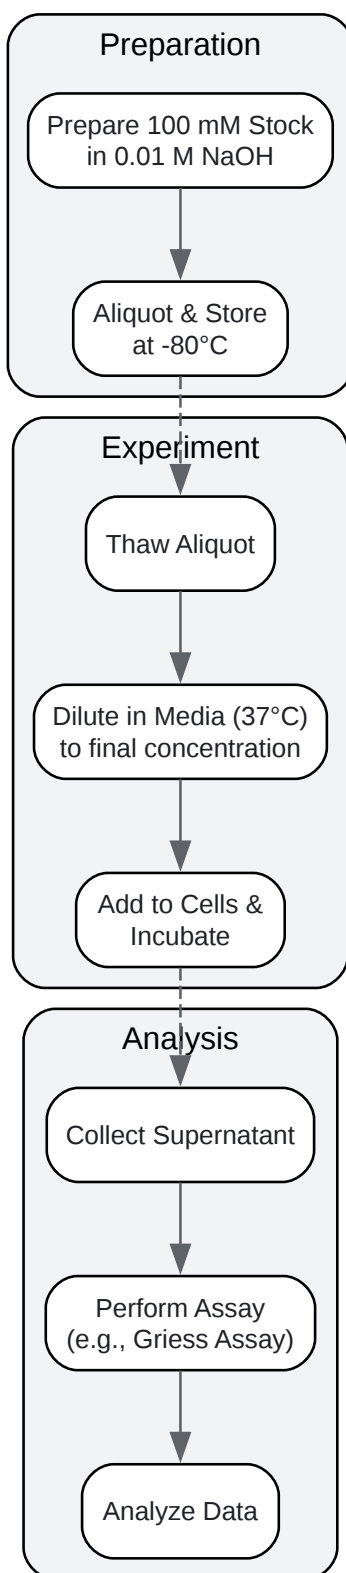 Preparation
Prepare 100 mM Stock
in 0.01 M NaOH
Aliquot & Store
at -80°C
Experiment
Thaw Aliquot
Dilute in Media (37°C)
to final concentration
Add to Cells &
Incubate
Analysis
Collect Supernatant
Perform Assay
(e.g., Griess Assay)
Analyze Data